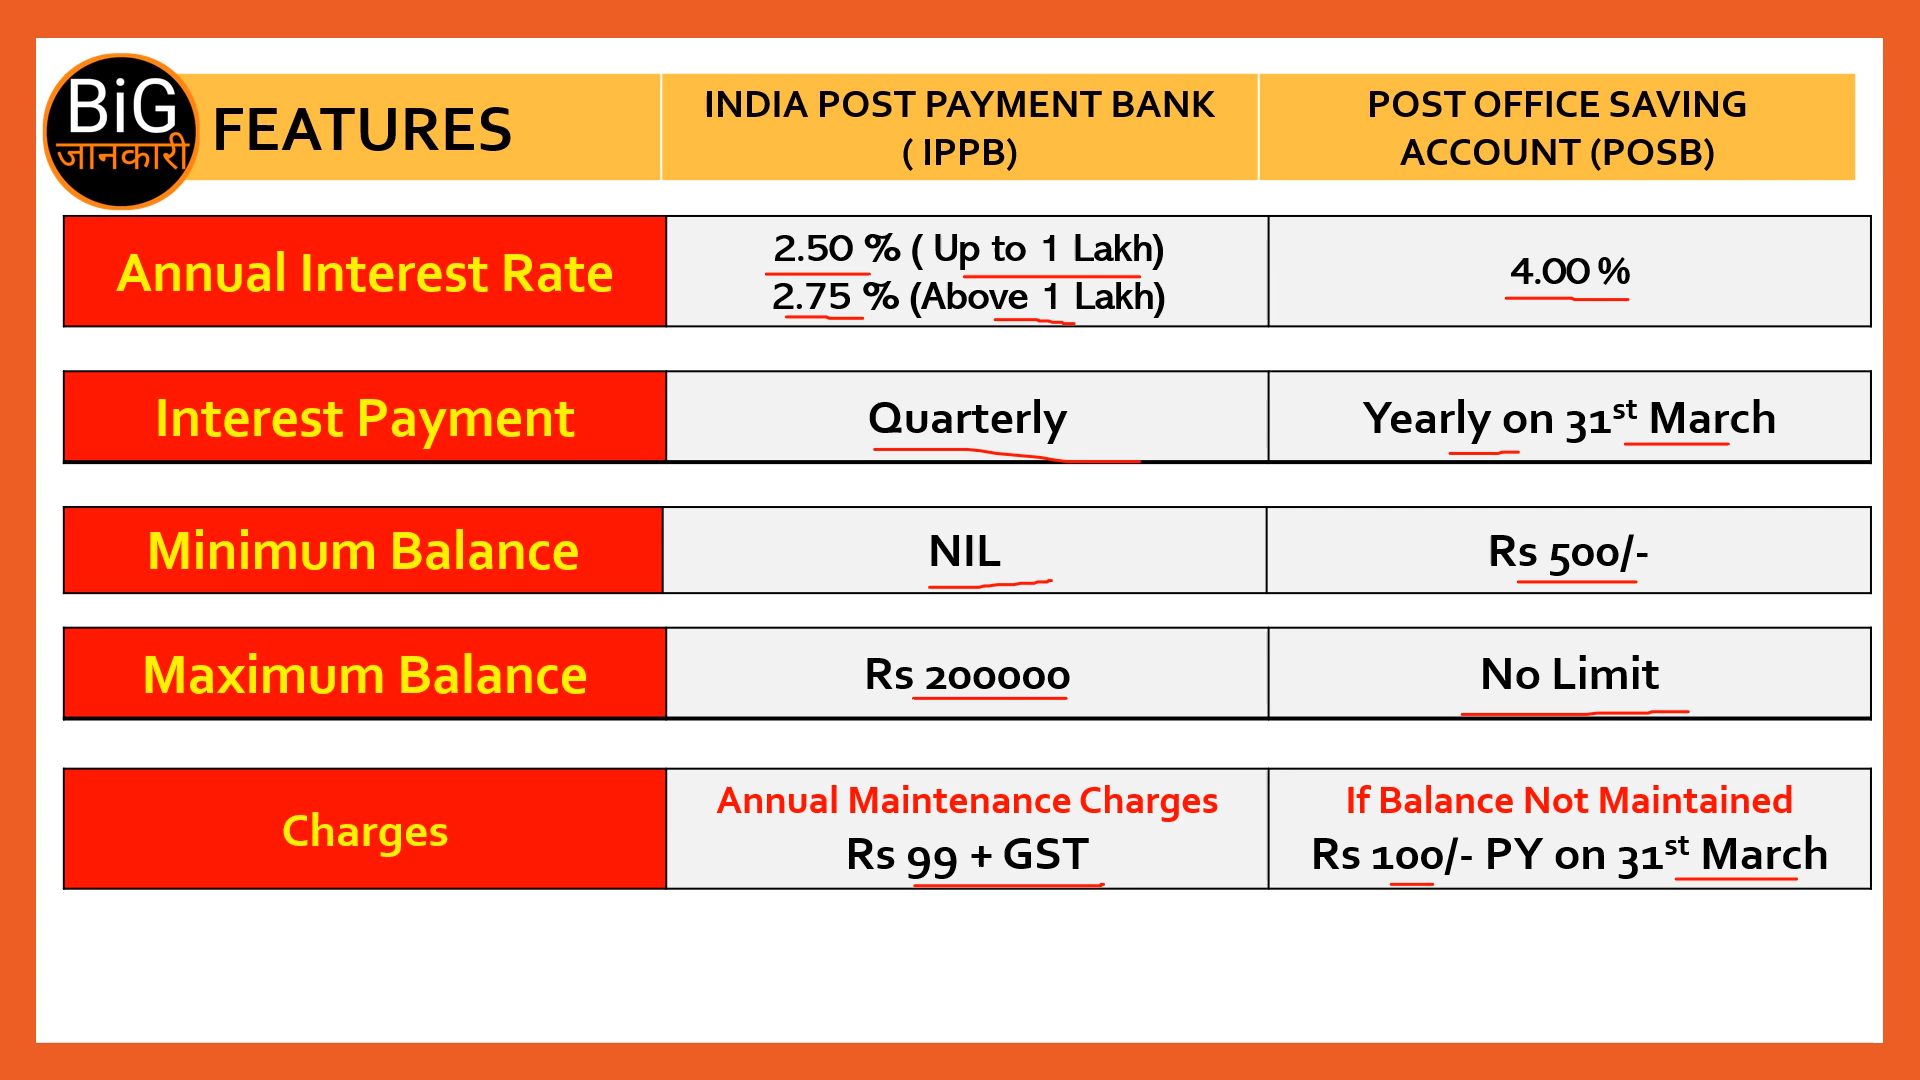 BiG
जानकारी
FEATURES
INDIA POST PAYMENT BANK
( IPPB)
POST OFFICE SAVING
ACCOUNT (POSB)
Annual Interest Rate
2.50 % ( Up to 1 Lakh)
2.75 % (Above 1 Lakh)
4.00 %
Interest Payment
Quarterly
Yearly on 31st March
Minimum Balance
NIL
Rs 500/-
Maximum Balance
Rs 200000
No Limit
Charges
Annual Maintenance Charges
Rs 99 + GST
If Balance Not Maintained
Rs 100/- PY on 31st March